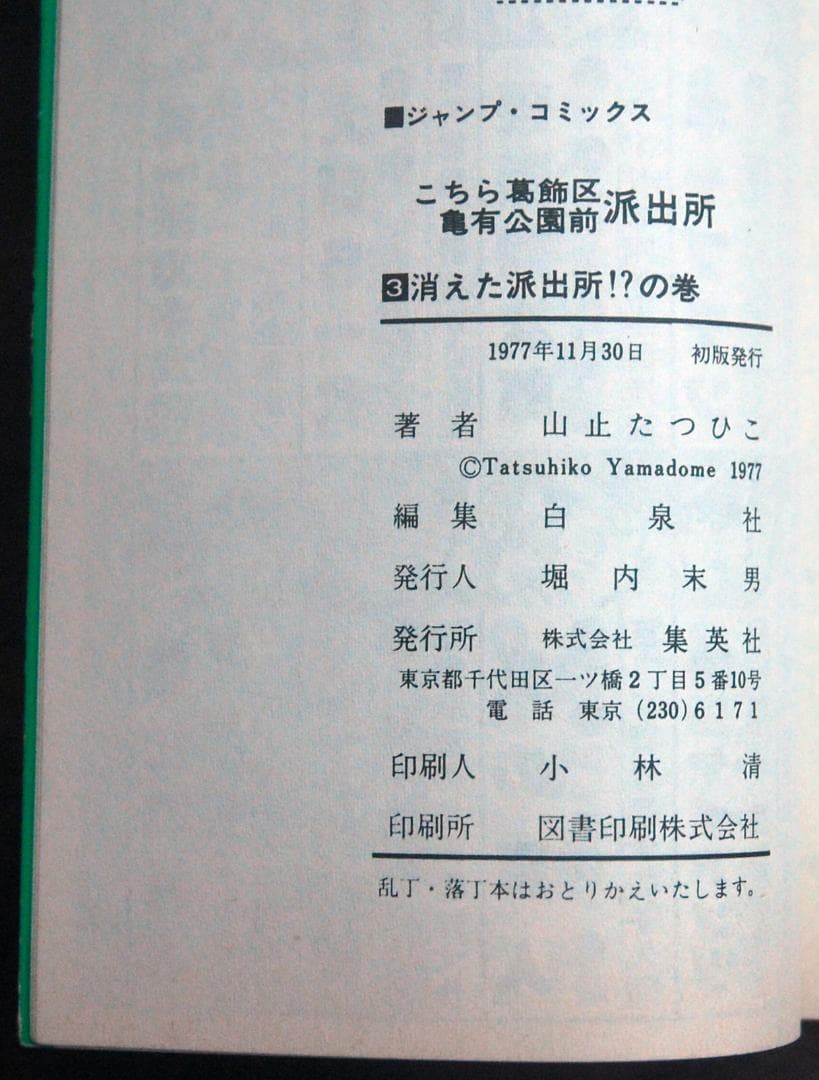 ■ジャンプ・コミックス
こちら葛飾区亀有公園前派出所
3消えた派出所!?の巻
1977年11月30日 初版発行
著者 山止たつひこ
©Tatsuhiko Yamadome 1977
編集 白泉社
発行人 堀内末男
発行所 株式会社 集英社
東京都千代田区一ツ橋2丁目5番10号
電話 東京(230)6171
印刷人 小林清
印刷所 図書印刷株式会社
乱丁・落丁本はおとりかえいたします。